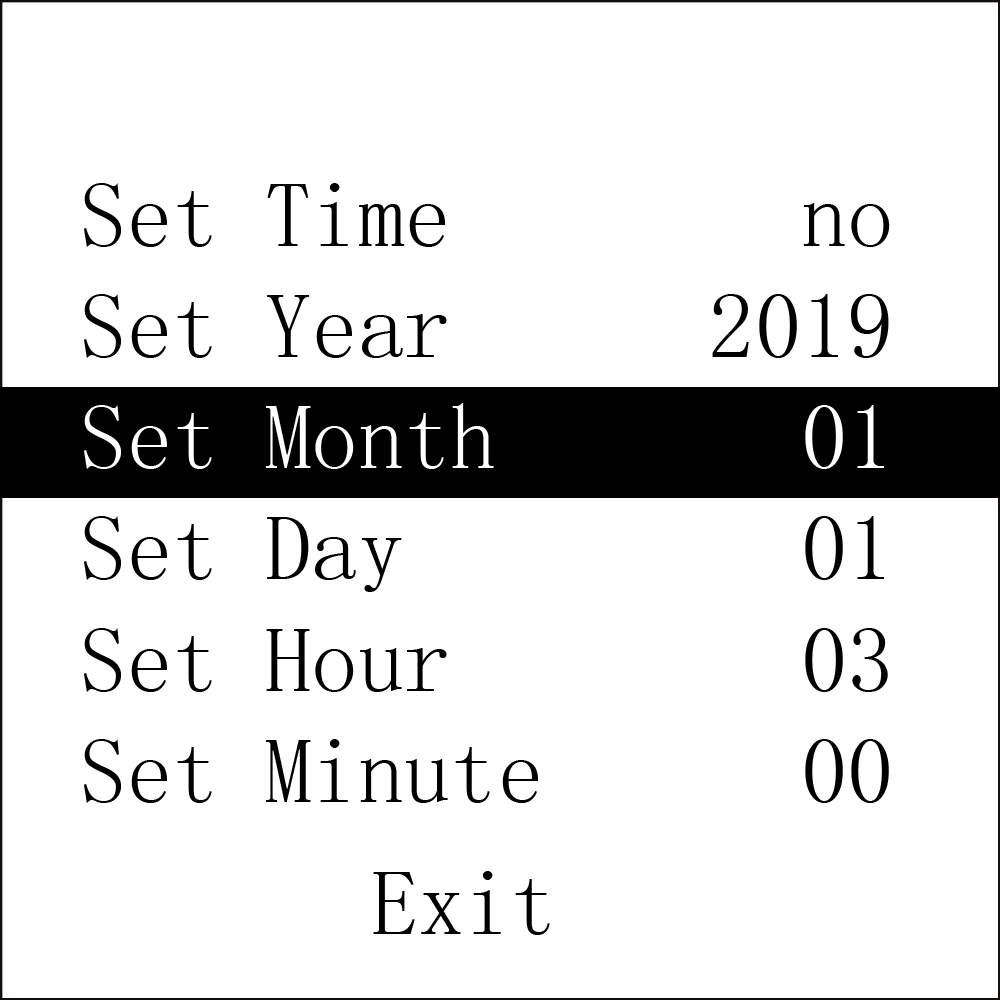 Set Time no
Set Year 2019
Set Month 01
Set Day 01
Set Hour 03
Set Minute 00
Exit